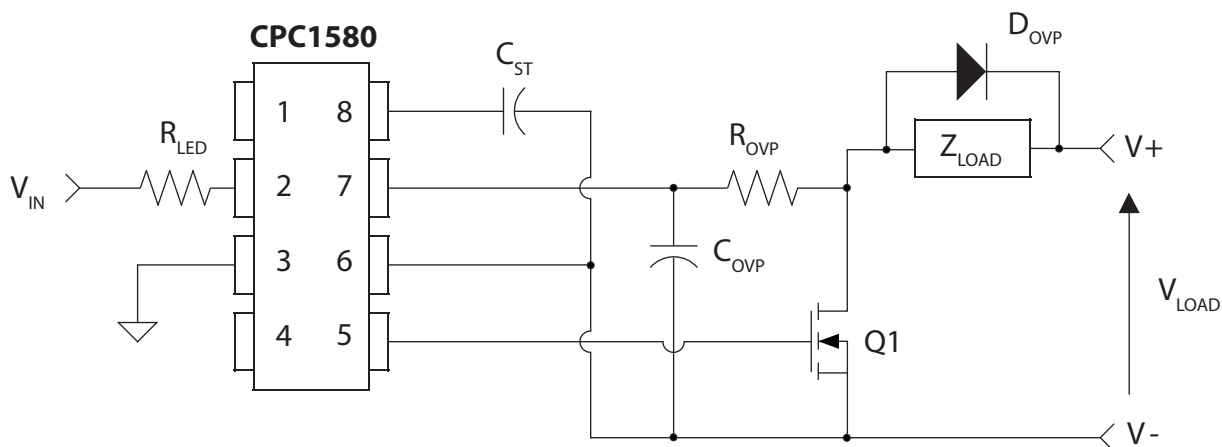 CPC1580
D_OVP
C_ST
1 8
R_LED
R_OVP
Z_LOAD
V+
V_IN
2 7
3 6
C_OVP
V_LOAD
4 5
Q1
V-